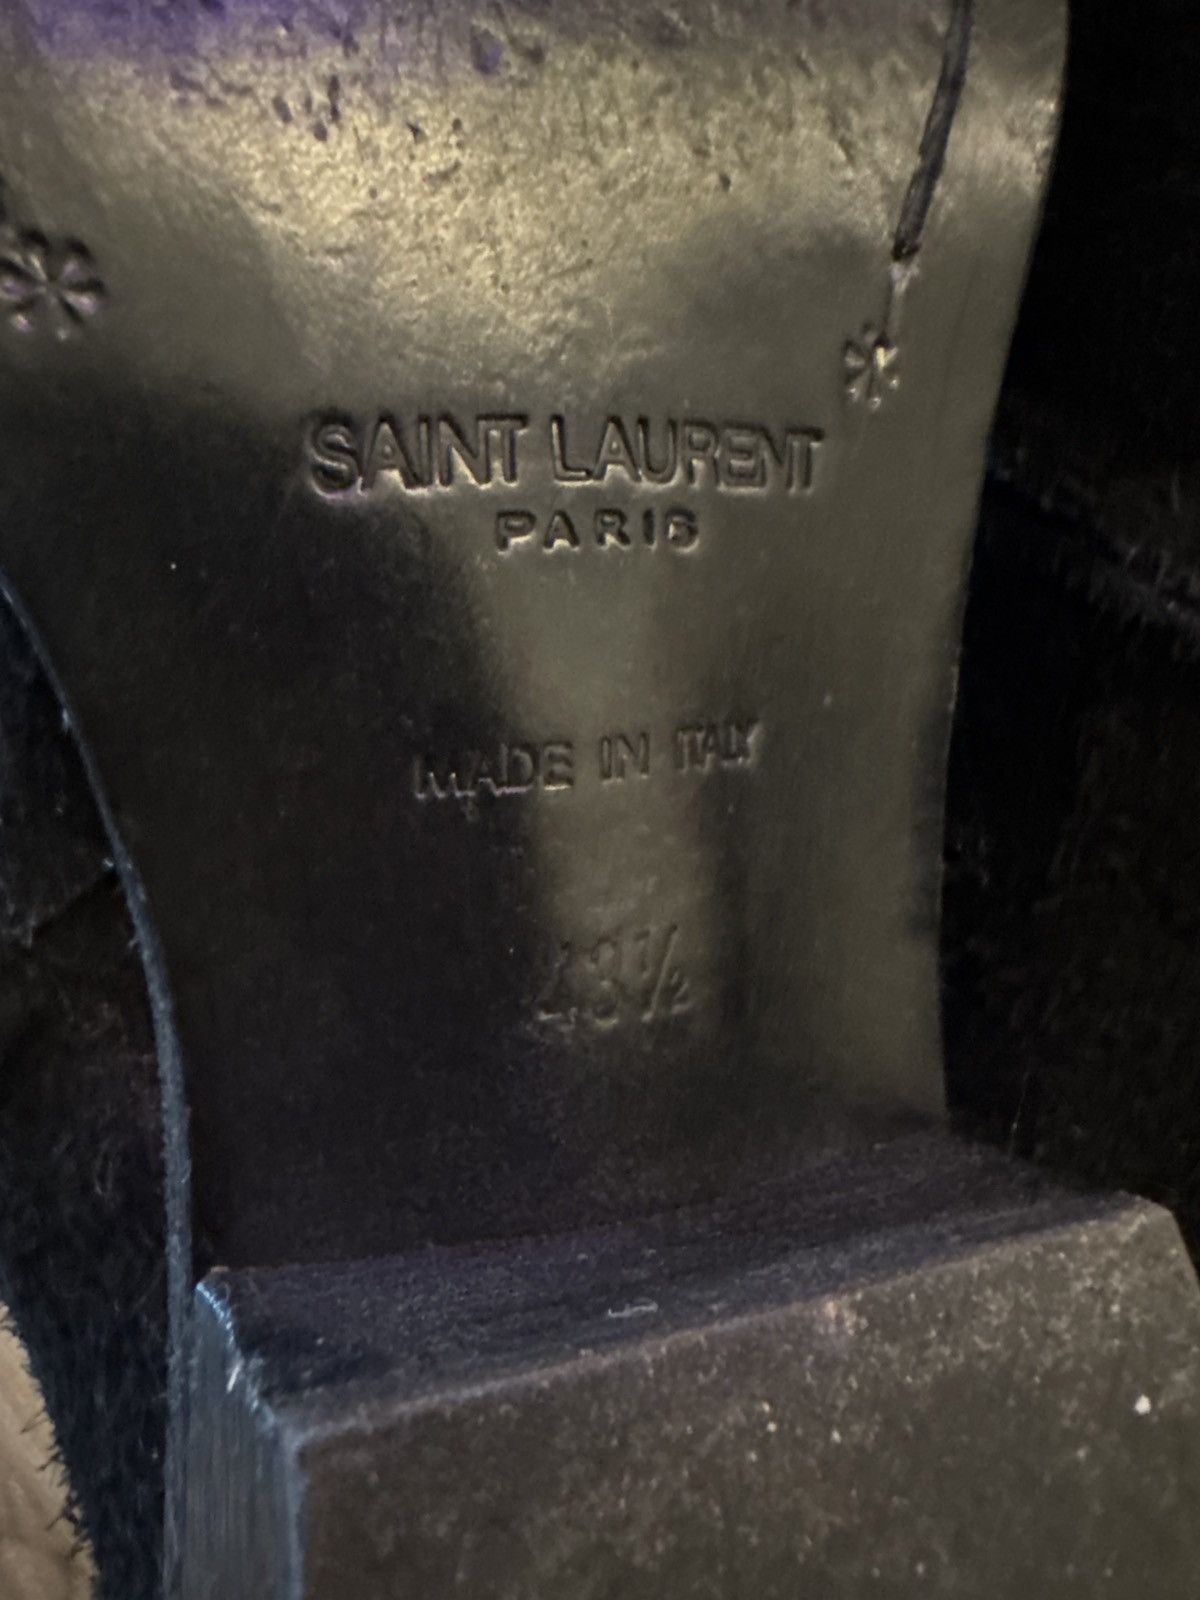 SAINT LAURENT
PARIS
MADE IN ITALY
43½